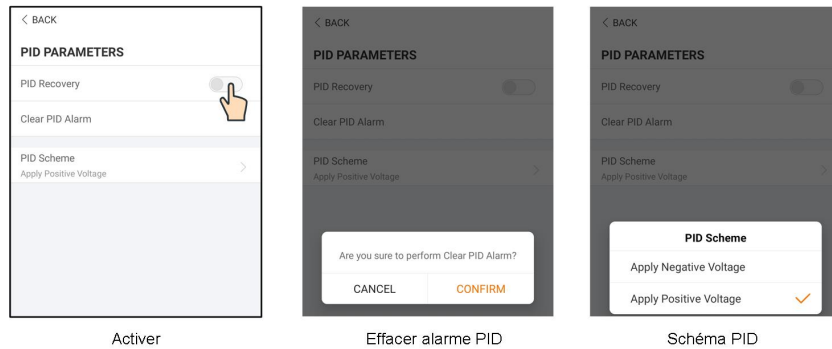 < BACK
PID PARAMETERS
PID Recovery
Clear PID Alarm
PID Scheme
Apply Positive Voltage
Activer
< BACK
PID PARAMETERS
PID Recovery
Clear PID Alarm
PID Scheme
Apply Positive Voltage
Are you sure to perform Clear PID Alarm?
CANCEL CONFIRM
Effacer alarme PID
< BACK
PID PARAMETERS
PID Recovery
Clear PID Alarm
PID Scheme
Apply Positive Voltage
PID Scheme
Apply Negative Voltage
Apply Positive Voltage
Schéma PID